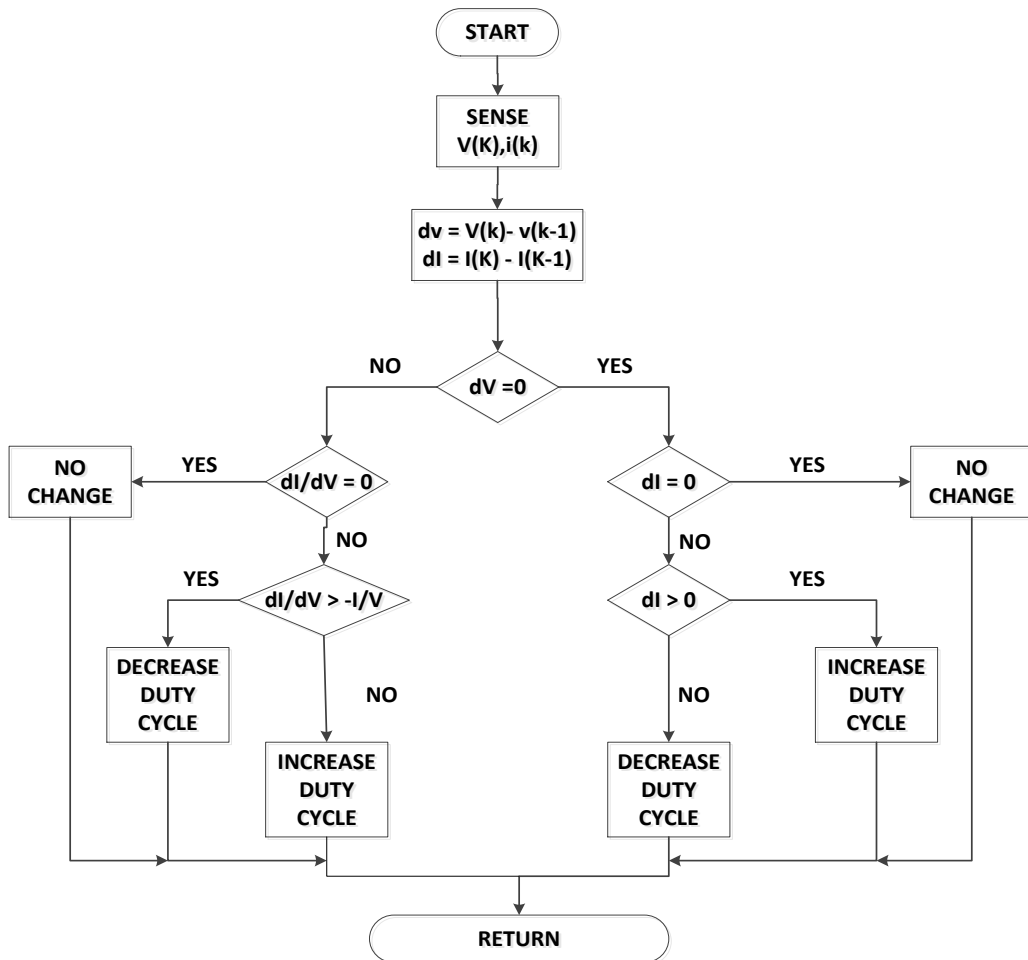 START
SENSE
V(K),i(k)
dv = V(k)- v(k-1)
dI = I(K) - I(K-1)
NO
YES
dV =0
NO
CHANGE
YES
dI/dV = 0
dI = 0
YES
NO
CHANGE
NO
NO
YES
dI/dV > -I/V
dI > 0
YES
DECREASE
DUTY
CYCLE
NO
NO
INCREASE
DUTY
CYCLE
INCREASE
DUTY
CYCLE
DECREASE
DUTY
CYCLE
RETURN